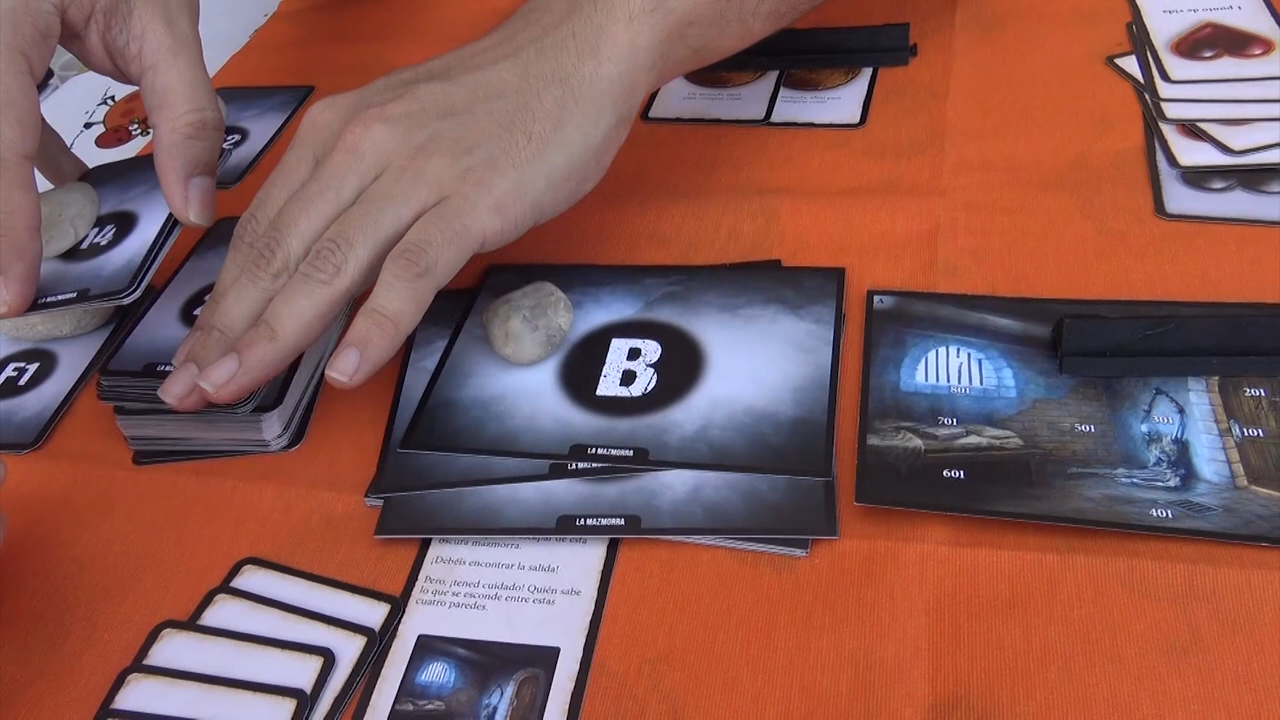 1 punto de vida
2
14
LA MAZMORRA
F1
B
LA MAZMORRA
LA MAZMORRA
A
801
701
501
301
201
101
601
401
oscura mazmorra.
¡Debéis encontrar la salida!
Pero, ¡tened cuidado! Quién sabe
lo que se esconde entre estas
cuatro paredes.